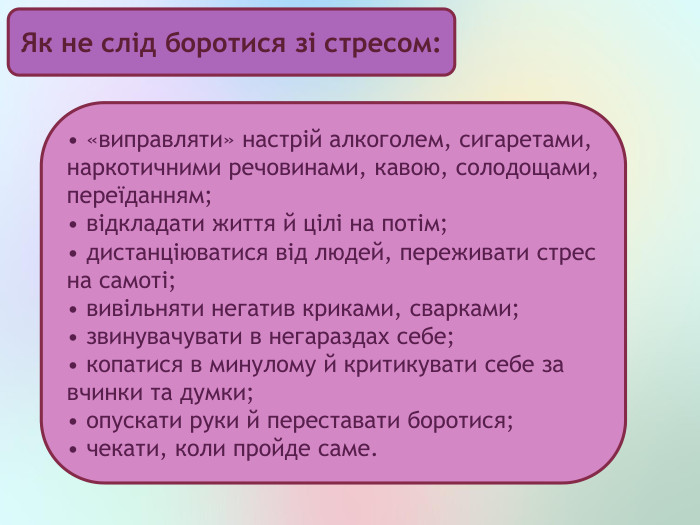 Як не слід боротися зі стресом:
• «виправляти» настрій алкоголем, сигаретами,
наркотичними речовинами, кавою, солодощами,
переїданням;
• відкладати життя й цілі на потім;
• дистанціюватися від людей, переживати стрес
на самоті;
• вивільняти негатив криками, сварками;
• звинувачувати в негараздах себе;
• копатися в минулому й критикувати себе за
вчинки та думки;
• опускати руки й переставати боротися;
• чекати, коли пройде саме.